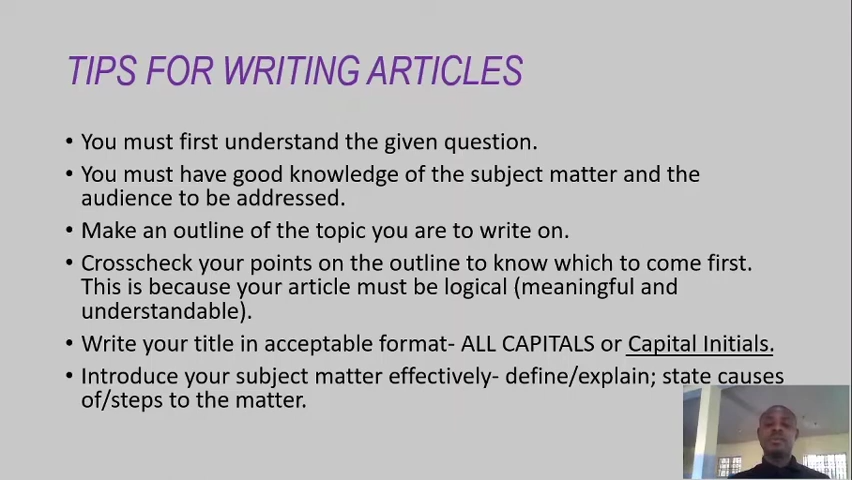 TIPS FOR WRITING ARTICLES
• You must first understand the given question.
• You must have good knowledge of the subject matter and the
audience to be addressed.
• Make an outline of the topic you are to write on.
• Crosscheck your points on the outline to know which to come first.
This is because your article must be logical (meaningful and
understandable).
• Write your title in acceptable format- ALL CAPITALS or Capital Initials.
• Introduce your subject matter effectively- define/explain; state causes
of/steps to the matter.